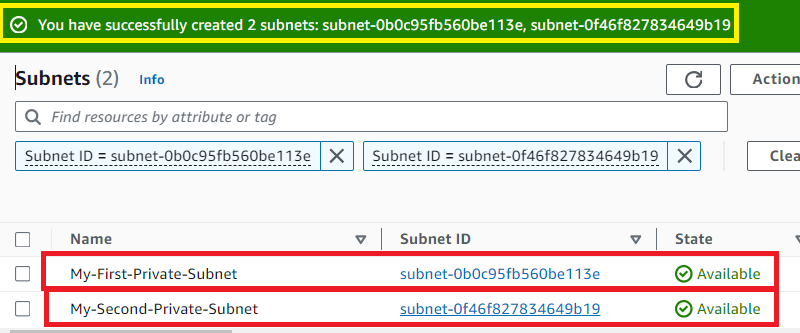 You have successfully created 2 subnets: subnet-0b0c95fb560be113e, subnet-0f46f827834649b19
Subnets (2) Info
Action
Find resources by attribute or tag
Subnet ID = subnet-0b0c95fb560be113e
Subnet ID = subnet-0f46f827834649b19
Clea
Name Subnet ID State
My-First-Private-Subnet subnet-0b0c95fb560be113e Available
My-Second-Private-Subnet subnet-0f46f827834649b19 Available